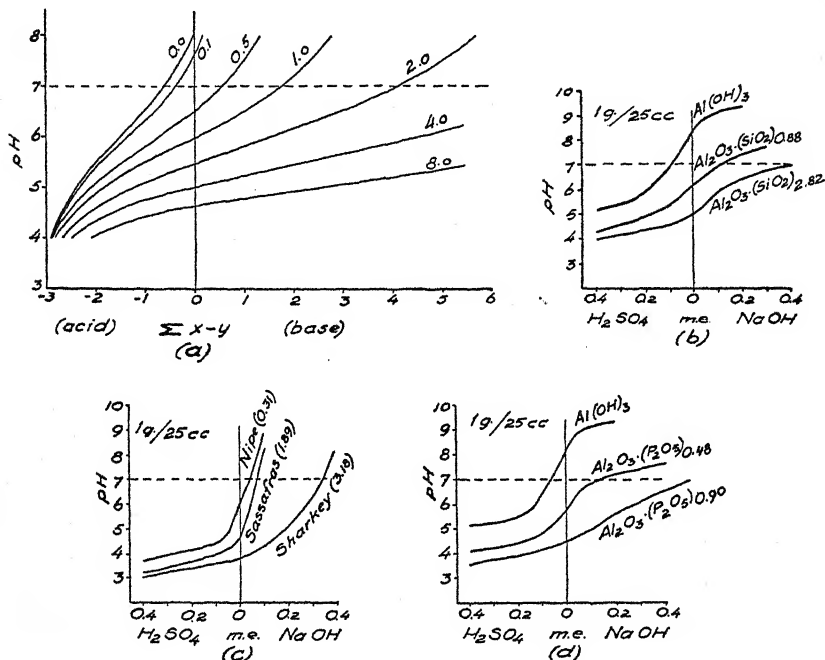 8
7
6
5
4
3
pH
0.0
0.1
0.5
1.0
2.0
4.0
8.0
-3 -2 -1 0 1 2 3 4 5 6
(acid) Σ x-y (base)
(a)
10
9
8
7
6
5
4
3
pH
1g/25cc
Al(OH)3
Al2O3·(SiO2)0.88
Al2O3·(SiO2)2.82
0.4 0.2 0 0.2 0.4
H2SO4 m.e. NaOH
(b)
10
9
8
7
6
5
4
3
pH
1g/25cc
Nipe (0.31)
Sassafras (1.89)
Sharkey (3.18)
0.4 0.2 0 0.2 0.4
H2SO4 m.e. NaOH
(c)
10
9
8
7
6
5
4
3
pH
1g/25cc
Al(OH)3
Al2O3·(P2O5)0.48
Al2O3·(P2O5)0.90
0.4 0.2 0 0.2 0.4
H2SO4 m.e. NaOH
(d)